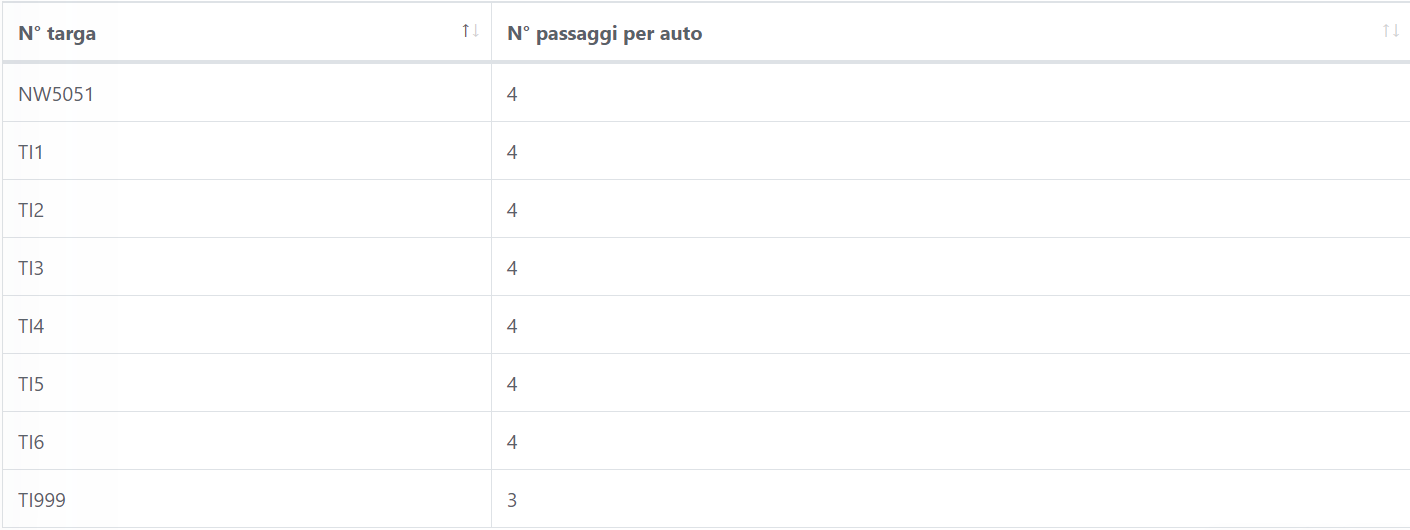 N° targa N° passaggi per auto
NW5051 4
TI1 4
TI2 4
TI3 4
TI4 4
TI5 4
TI6 4
TI999 3